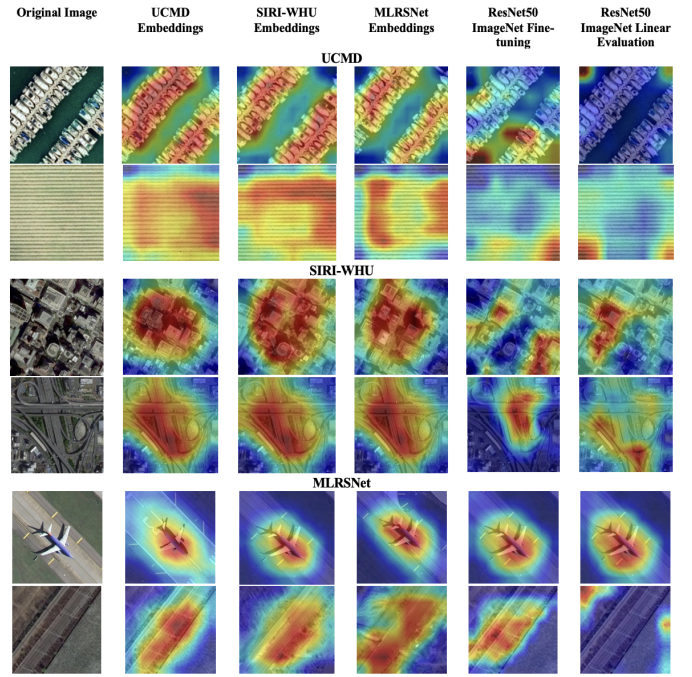 Original Image
UCMD
Embeddings
SIRI-WHU
Embeddings
MLRSNet
Embeddings
ResNet50
ImageNet Fine-
tuning
ResNet50
ImageNet Linear
Evaluation
UCMD
SIRI-WHU
MLRSNet